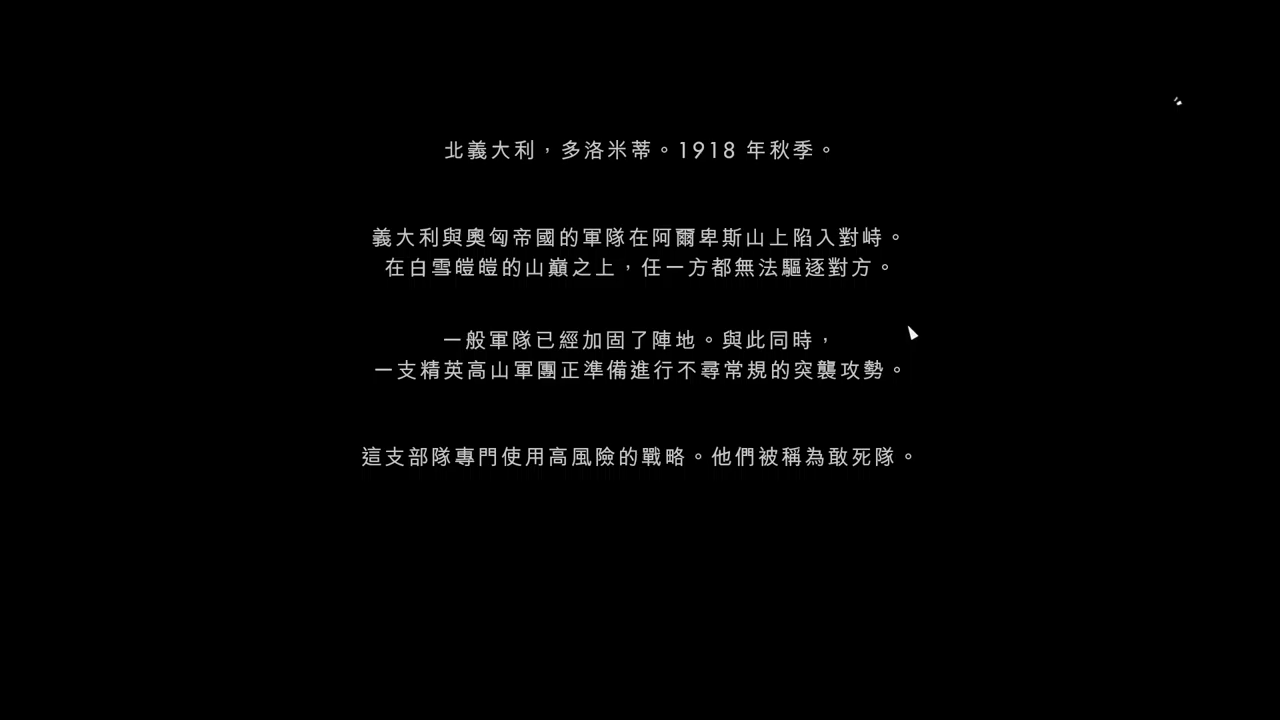 北義大利，多洛米蒂。1918 年秋季。
義大利與奧匈帝國的軍隊在阿爾卑斯山上陷入對峙。
在白雪皚皚的山巔之上，任一方都無法驅逐對方。
一般軍隊已經加固了陣地。與此同時，
一支精英高山軍團正準備進行不尋常規的突襲攻勢。
這支部隊專門使用高風險的戰略。他們被稱為敢死隊。